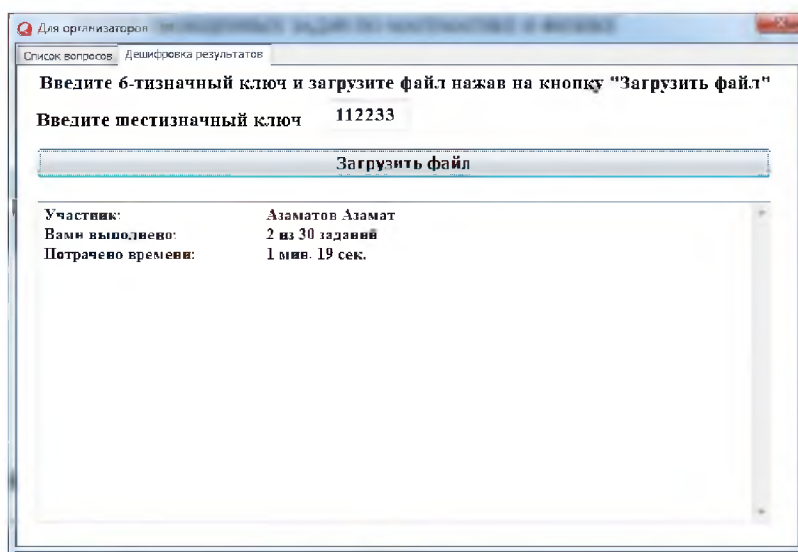 Для организаторов
Список вопросов Дешифровка результатов
Введите 6-тизначный ключ и загрузите файл нажав на кнопку "Загрузить файл"
Введите шестизначный ключ 112233
Загрузить файл
Участник: Азаматов Азамат
Вами выполнено: 2 из 30 заданий
Потрачено времени: 1 мин. 19 сек.